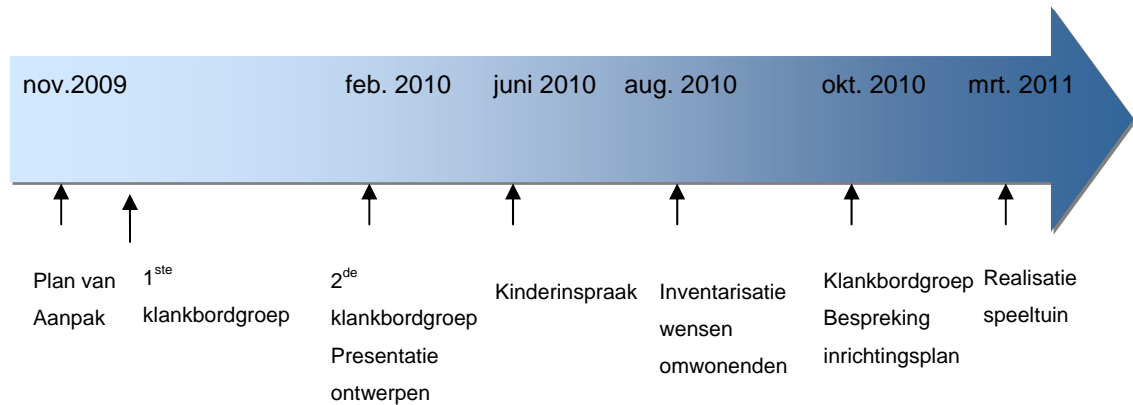 nov.2009
feb. 2010
juni 2010
aug. 2010
okt. 2010
mrt. 2011
Plan van
Aanpak
1ste
klankbordgroep
2de
klankbordgroep
Presentatie
ontwerpen
Kinderinspraak
Inventarisatie
wensen
omwonenden
Klankbordgroep
Bespreking
inrichtingsplan
Realisatie
speeltuin